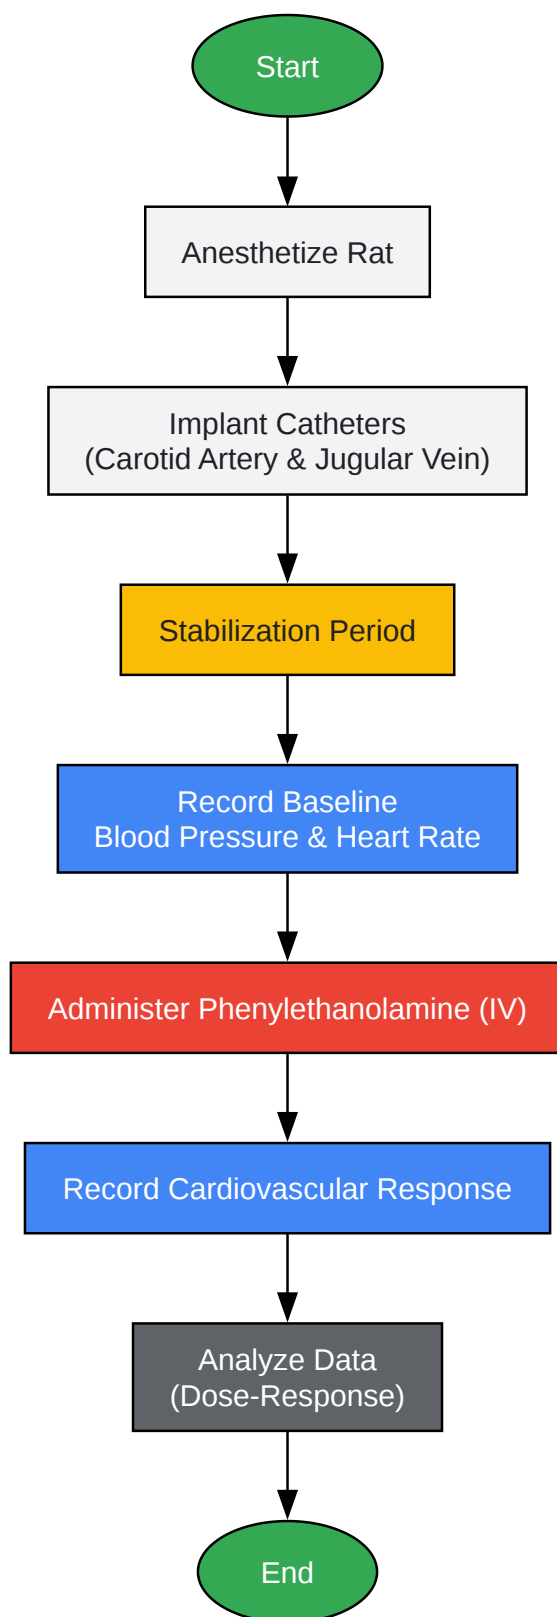 Start
Anesthetize Rat
Implant Catheters
(Carotid Artery & Jugular Vein)
Stabilization Period
Record Baseline
Blood Pressure & Heart Rate
Administer Phenylethanolamine (IV)
Record Cardiovascular Response
Analyze Data
(Dose-Response)
End